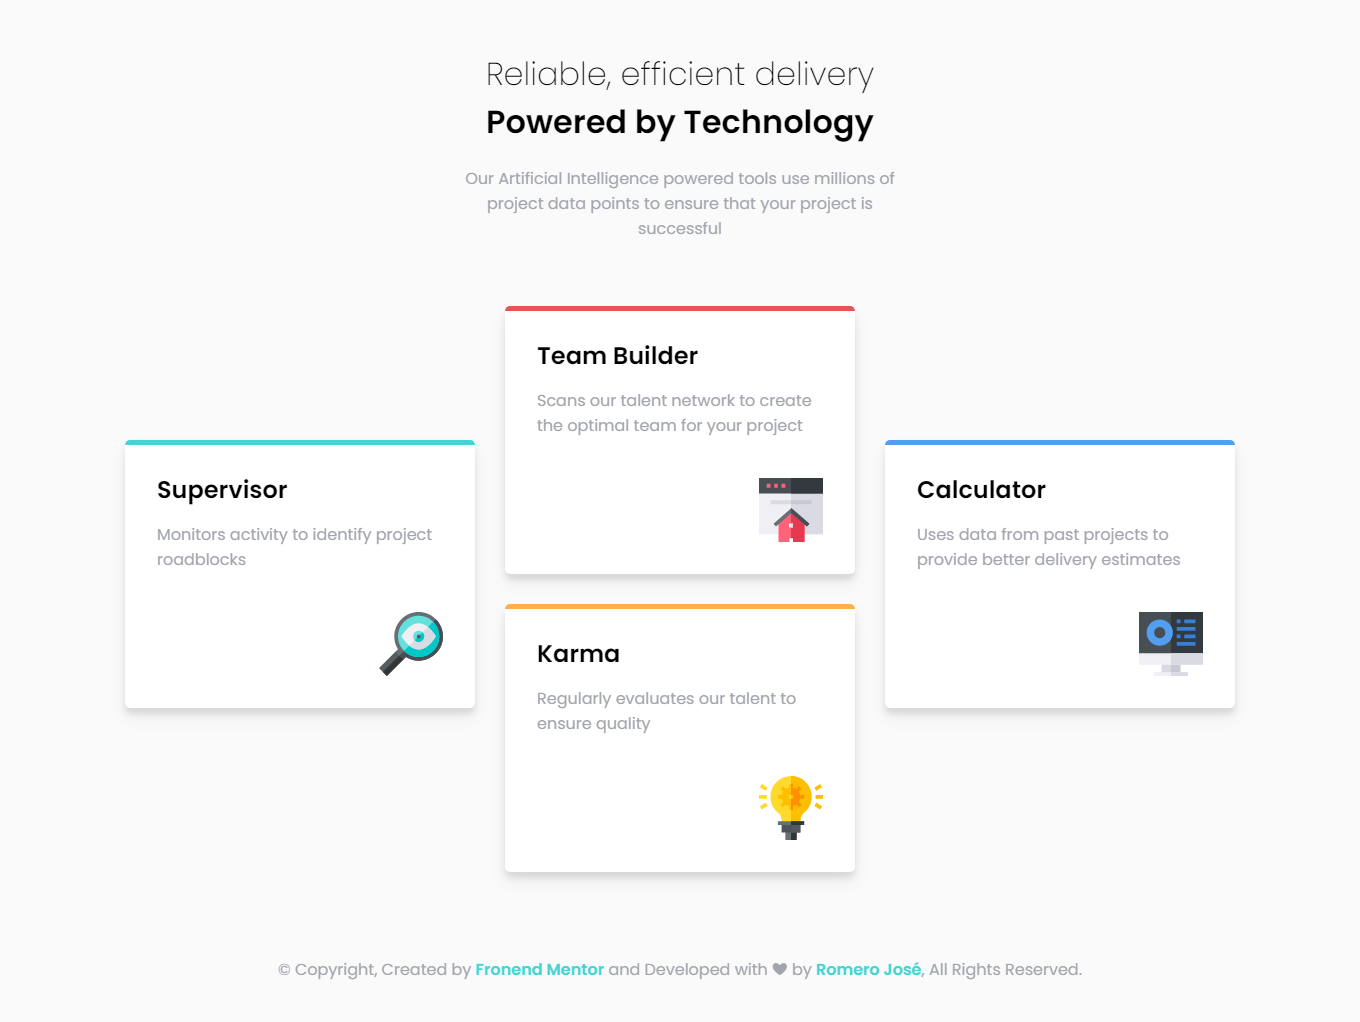 Reliable, efficient delivery
Powered by Technology
Our Artificial Intelligence powered tools use millions of
project data points to ensure that your project is
successful
Supervisor
Monitors activity to identify project
roadblocks
Team Builder
Scans our talent network to create
the optimal team for your project
Karma
Regularly evaluates our talent to
ensure quality
Calculator
Uses data from past projects to
provide better delivery estimates
© Copyright, Created by Fronend Mentor and Developed with ❤ by Romero José, All Rights Reserved.